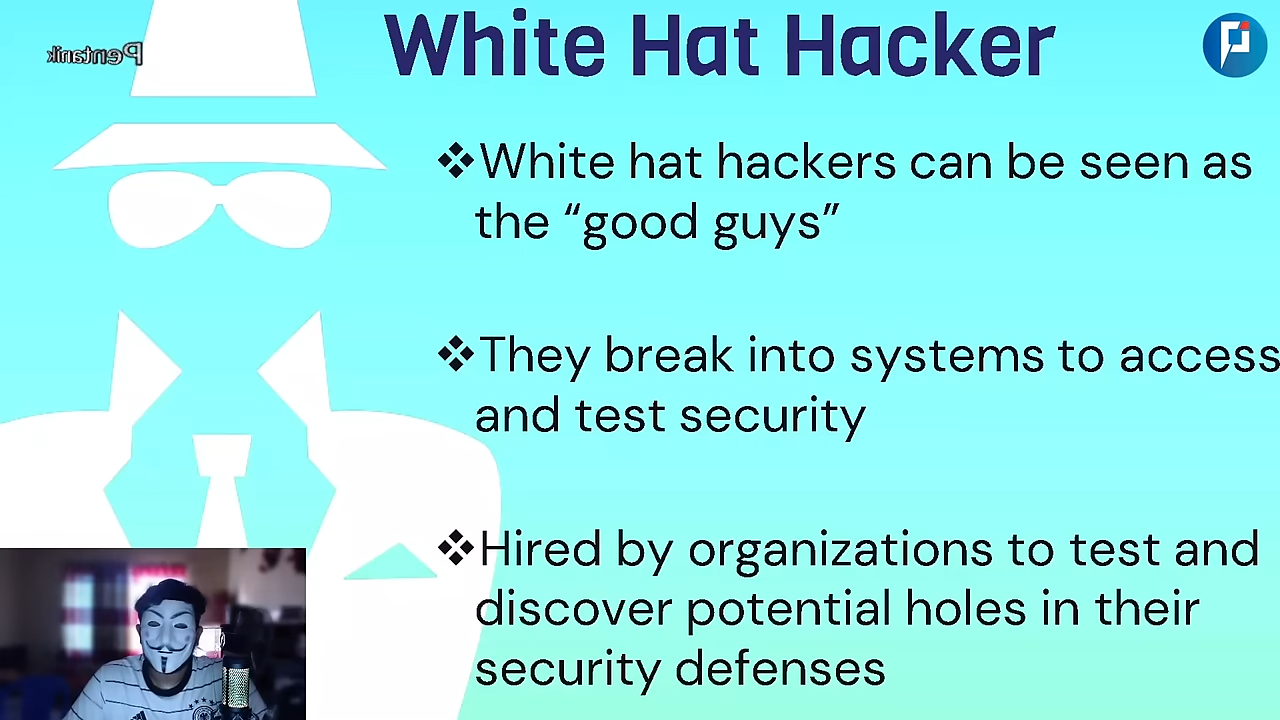 Pentanik
White Hat Hacker
❖White hat hackers can be seen as
the “good guys”
❖They break into systems to access
and test security
❖Hired by organizations to test and
discover potential holes in their
security defenses